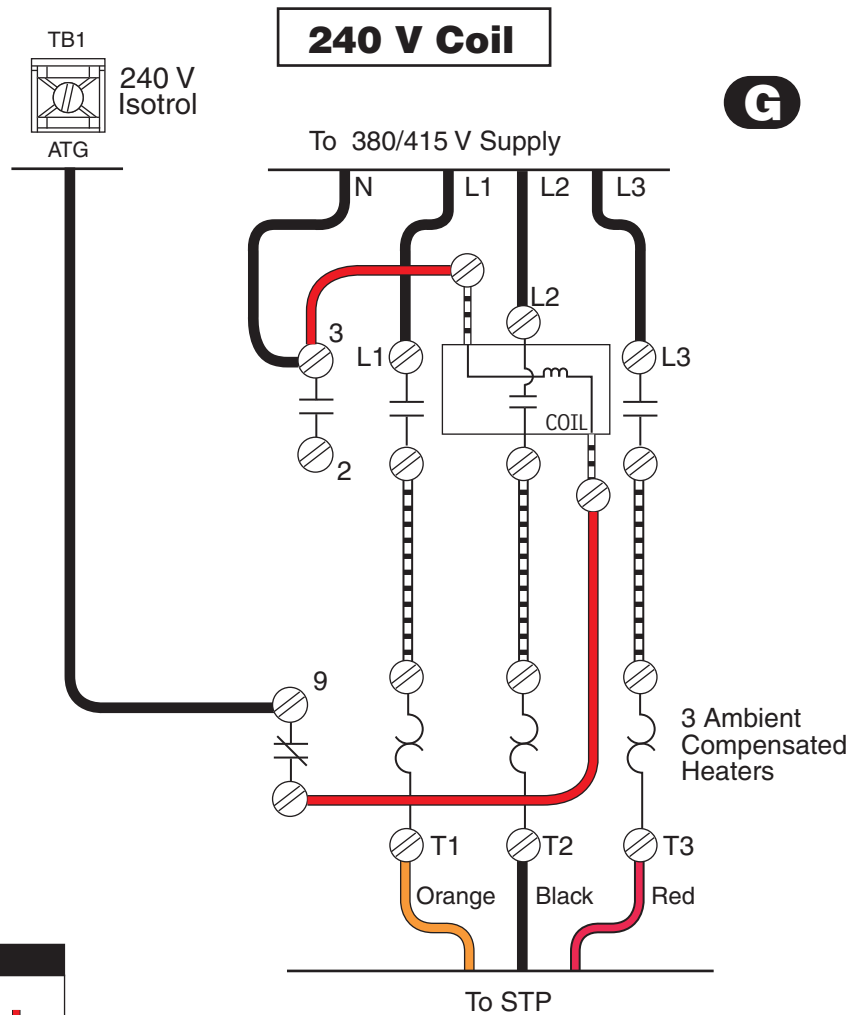 240 V Coil
TB1
240 V
Isotrol
ATG
G
To 380/415 V Supply
N
L1
L2
L3
L2
3
L1
L3
COIL
2
9
3 Ambient
Compensated
Heaters
T1
T2
T3
Orange
Black
Red
To STP